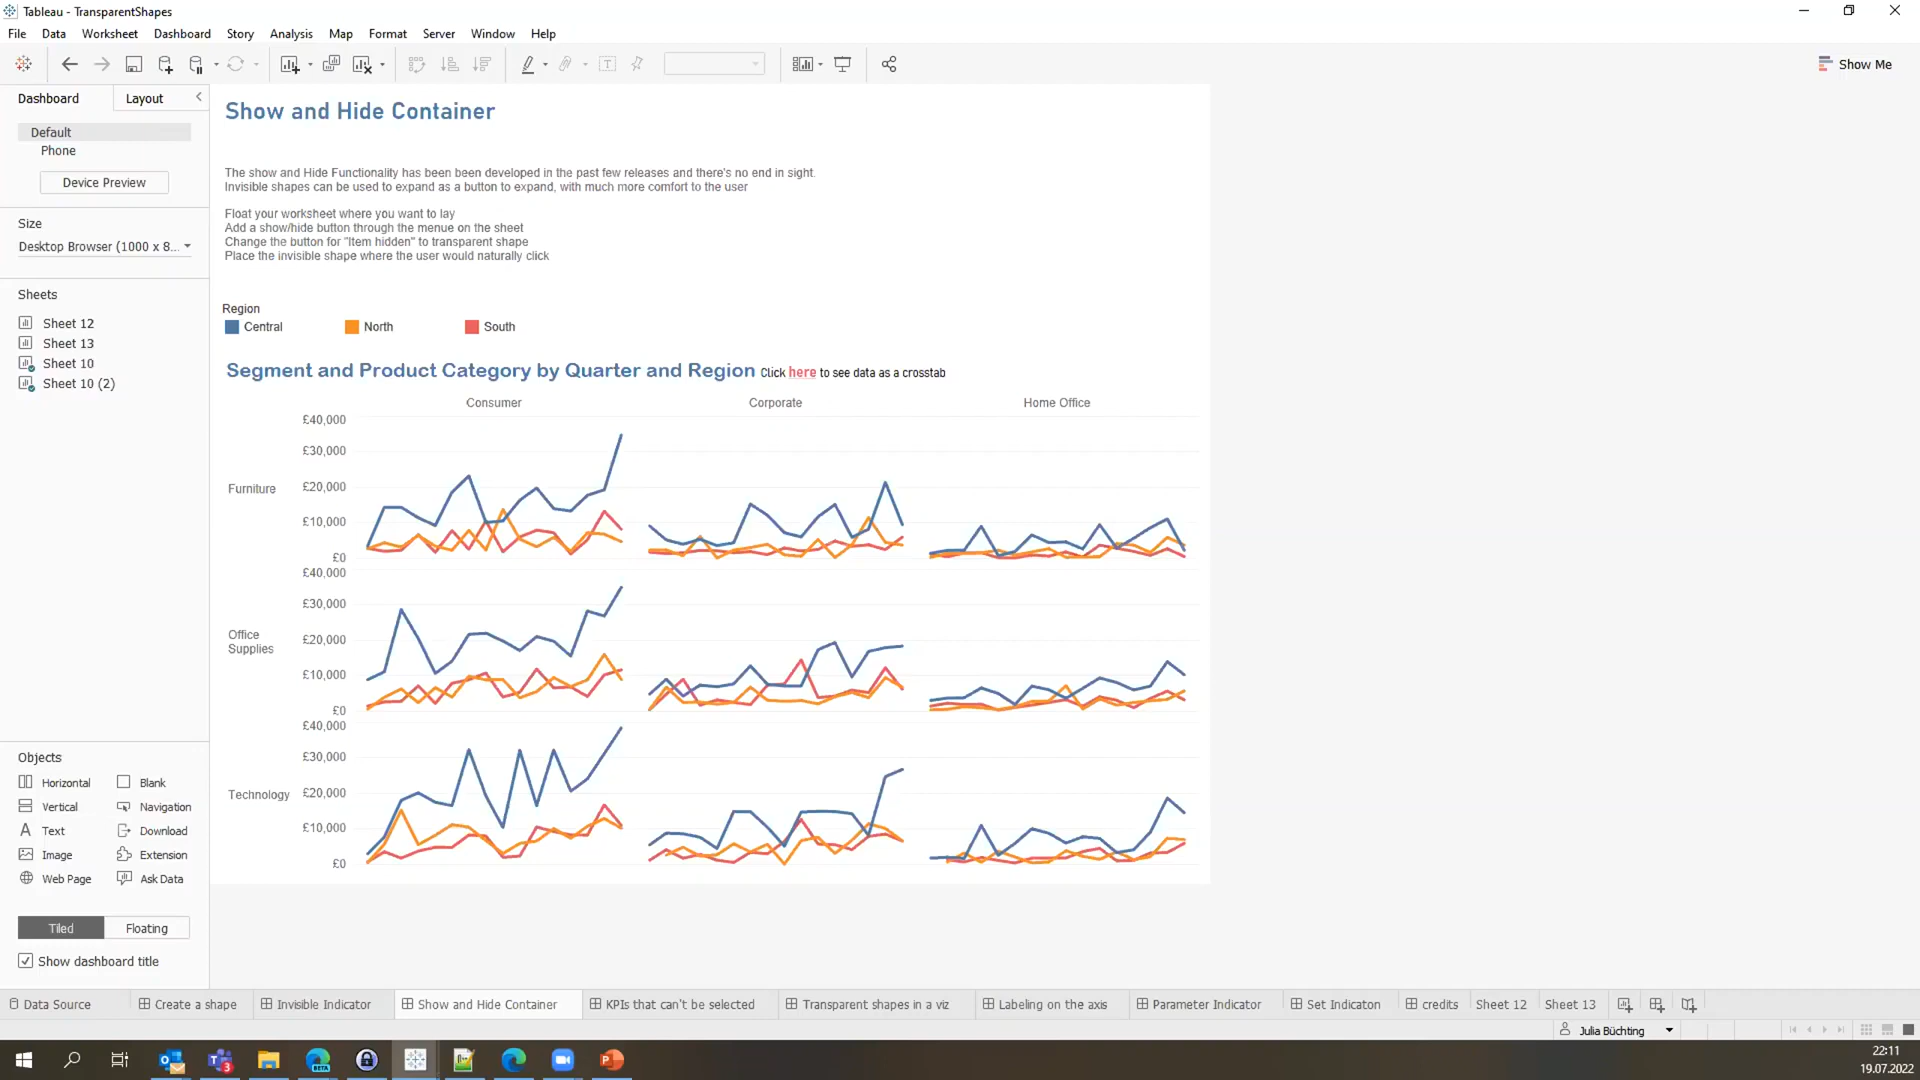 Tableau - TransparentShapes
File Data Worksheet Dashboard Story Analysis Map Format Server Window Help
Show Me
Dashboard Layout
Default
Phone
Device Preview
Size
Desktop Browser (1000 x 8...
Sheets
Sheet 12
Sheet 13
Sheet 10
Sheet 10 (2)
Objects
Horizontal Blank
Vertical Navigation
Text Download
Image Extension
Web Page Ask Data
Tiled Floating
Show dashboard title
Show and Hide Container
The show and Hide Functionality has been been developed in the past few releases and there's no end in sight.
Invisible shapes can be used to expand as a button to expand, with much more comfort to the user
Float your worksheet where you want to lay
Add a show/hide button through the menue on the sheet
Change the button for "Item hidden" to transparent shape
Place the invisible shape where the user would naturally click
Region
Central North South
Segment and Product Category by Quarter and Region Click here to see data as a crosstab
Consumer Corporate Home Office
Furniture
£40,000
£30,000
£20,000
£10,000
£0
Office
Supplies
£40,000
£30,000
£20,000
£10,000
£0
Technology
£40,000
£30,000
£20,000
£10,000
£0
Data Source Create a shape Invisible Indicator Show and Hide Container KPIs that can't be selected Transparent shapes in a viz Labeling on the axis Parameter Indicator Set Indicaton credits Sheet 12 Sheet 13
Julia Büchting
BETA
3
22:11
19.07.2022